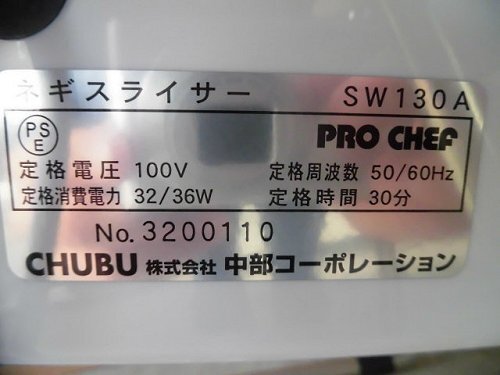 ネギスライサー SW130A
PS
E
PRO CHEF
定格電圧 100V 定格周波数 50/60Hz
定格消費電力 32/36W 定格時間 30分
No. 3200110
CHUBU 株式会社 中部コーポレーション